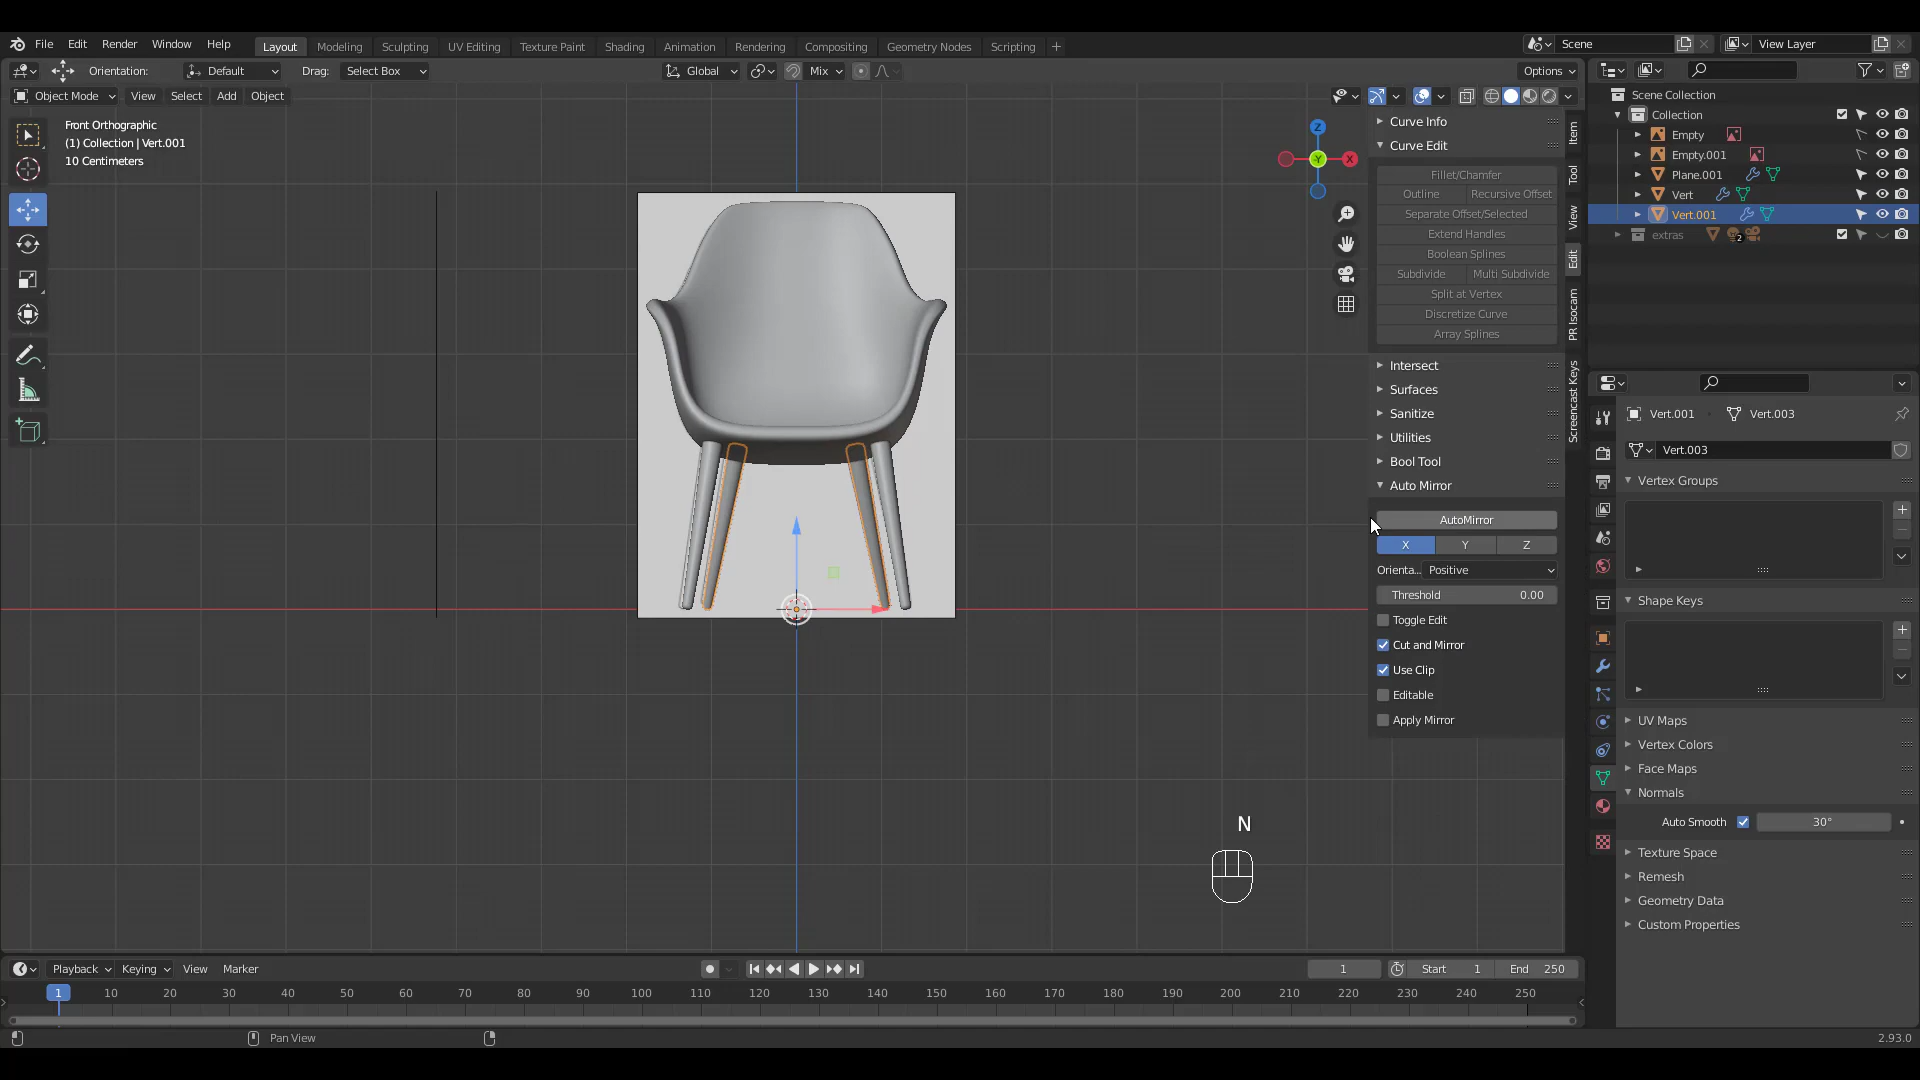 File Edit Render Window Help Layout Modeling Sculpting UV Editing Texture Paint Shading Animation Rendering Compositing Geometry Nodes Scripting + Scene View Layer
Orientation: Default Drag: Select Box Global Mix Options
Object Mode View Select Add Object
Front Orthographic
(1) Collection | Vert.001
10 Centimeters
Z
Y
X
Curve Info
Curve Edit
Fillet/Chamfer
Outline Recursive Offset
Separate Offset/Selected
Extend Handles
Boolean Splines
Subdivide Multi Subdivide
Split at Vertex
Discretize Curve
Array Splines
Intersect
Surfaces
Sanitize
Utilities
Bool Tool
Auto Mirror
AutoMirror
X Y Z
Orienta.. Positive
Threshold 0.00
Toggle Edit
Cut and Mirror
Use Clip
Editable
Apply Mirror
Item
Tool
View
Edit
PR Isocam
Screencast Keys
Scene Collection
Collection
Empty
Empty.001
Plane.001
Vert
Vert.001
extras 2
Vert.001 Vert.003
Vert.003
Vertex Groups
Shape Keys
UV Maps
Vertex Colors
Face Maps
Normals
Auto Smooth 30°
Texture Space
Remesh
Geometry Data
Custom Properties
N
Playback Keying View Marker 1 Start 1 End 250
1 10 20 30 40 50 60 70 80 90 100 110 120 130 140 150 160 170 180 190 200 210 220 230 240 250
Pan View 2.93.0